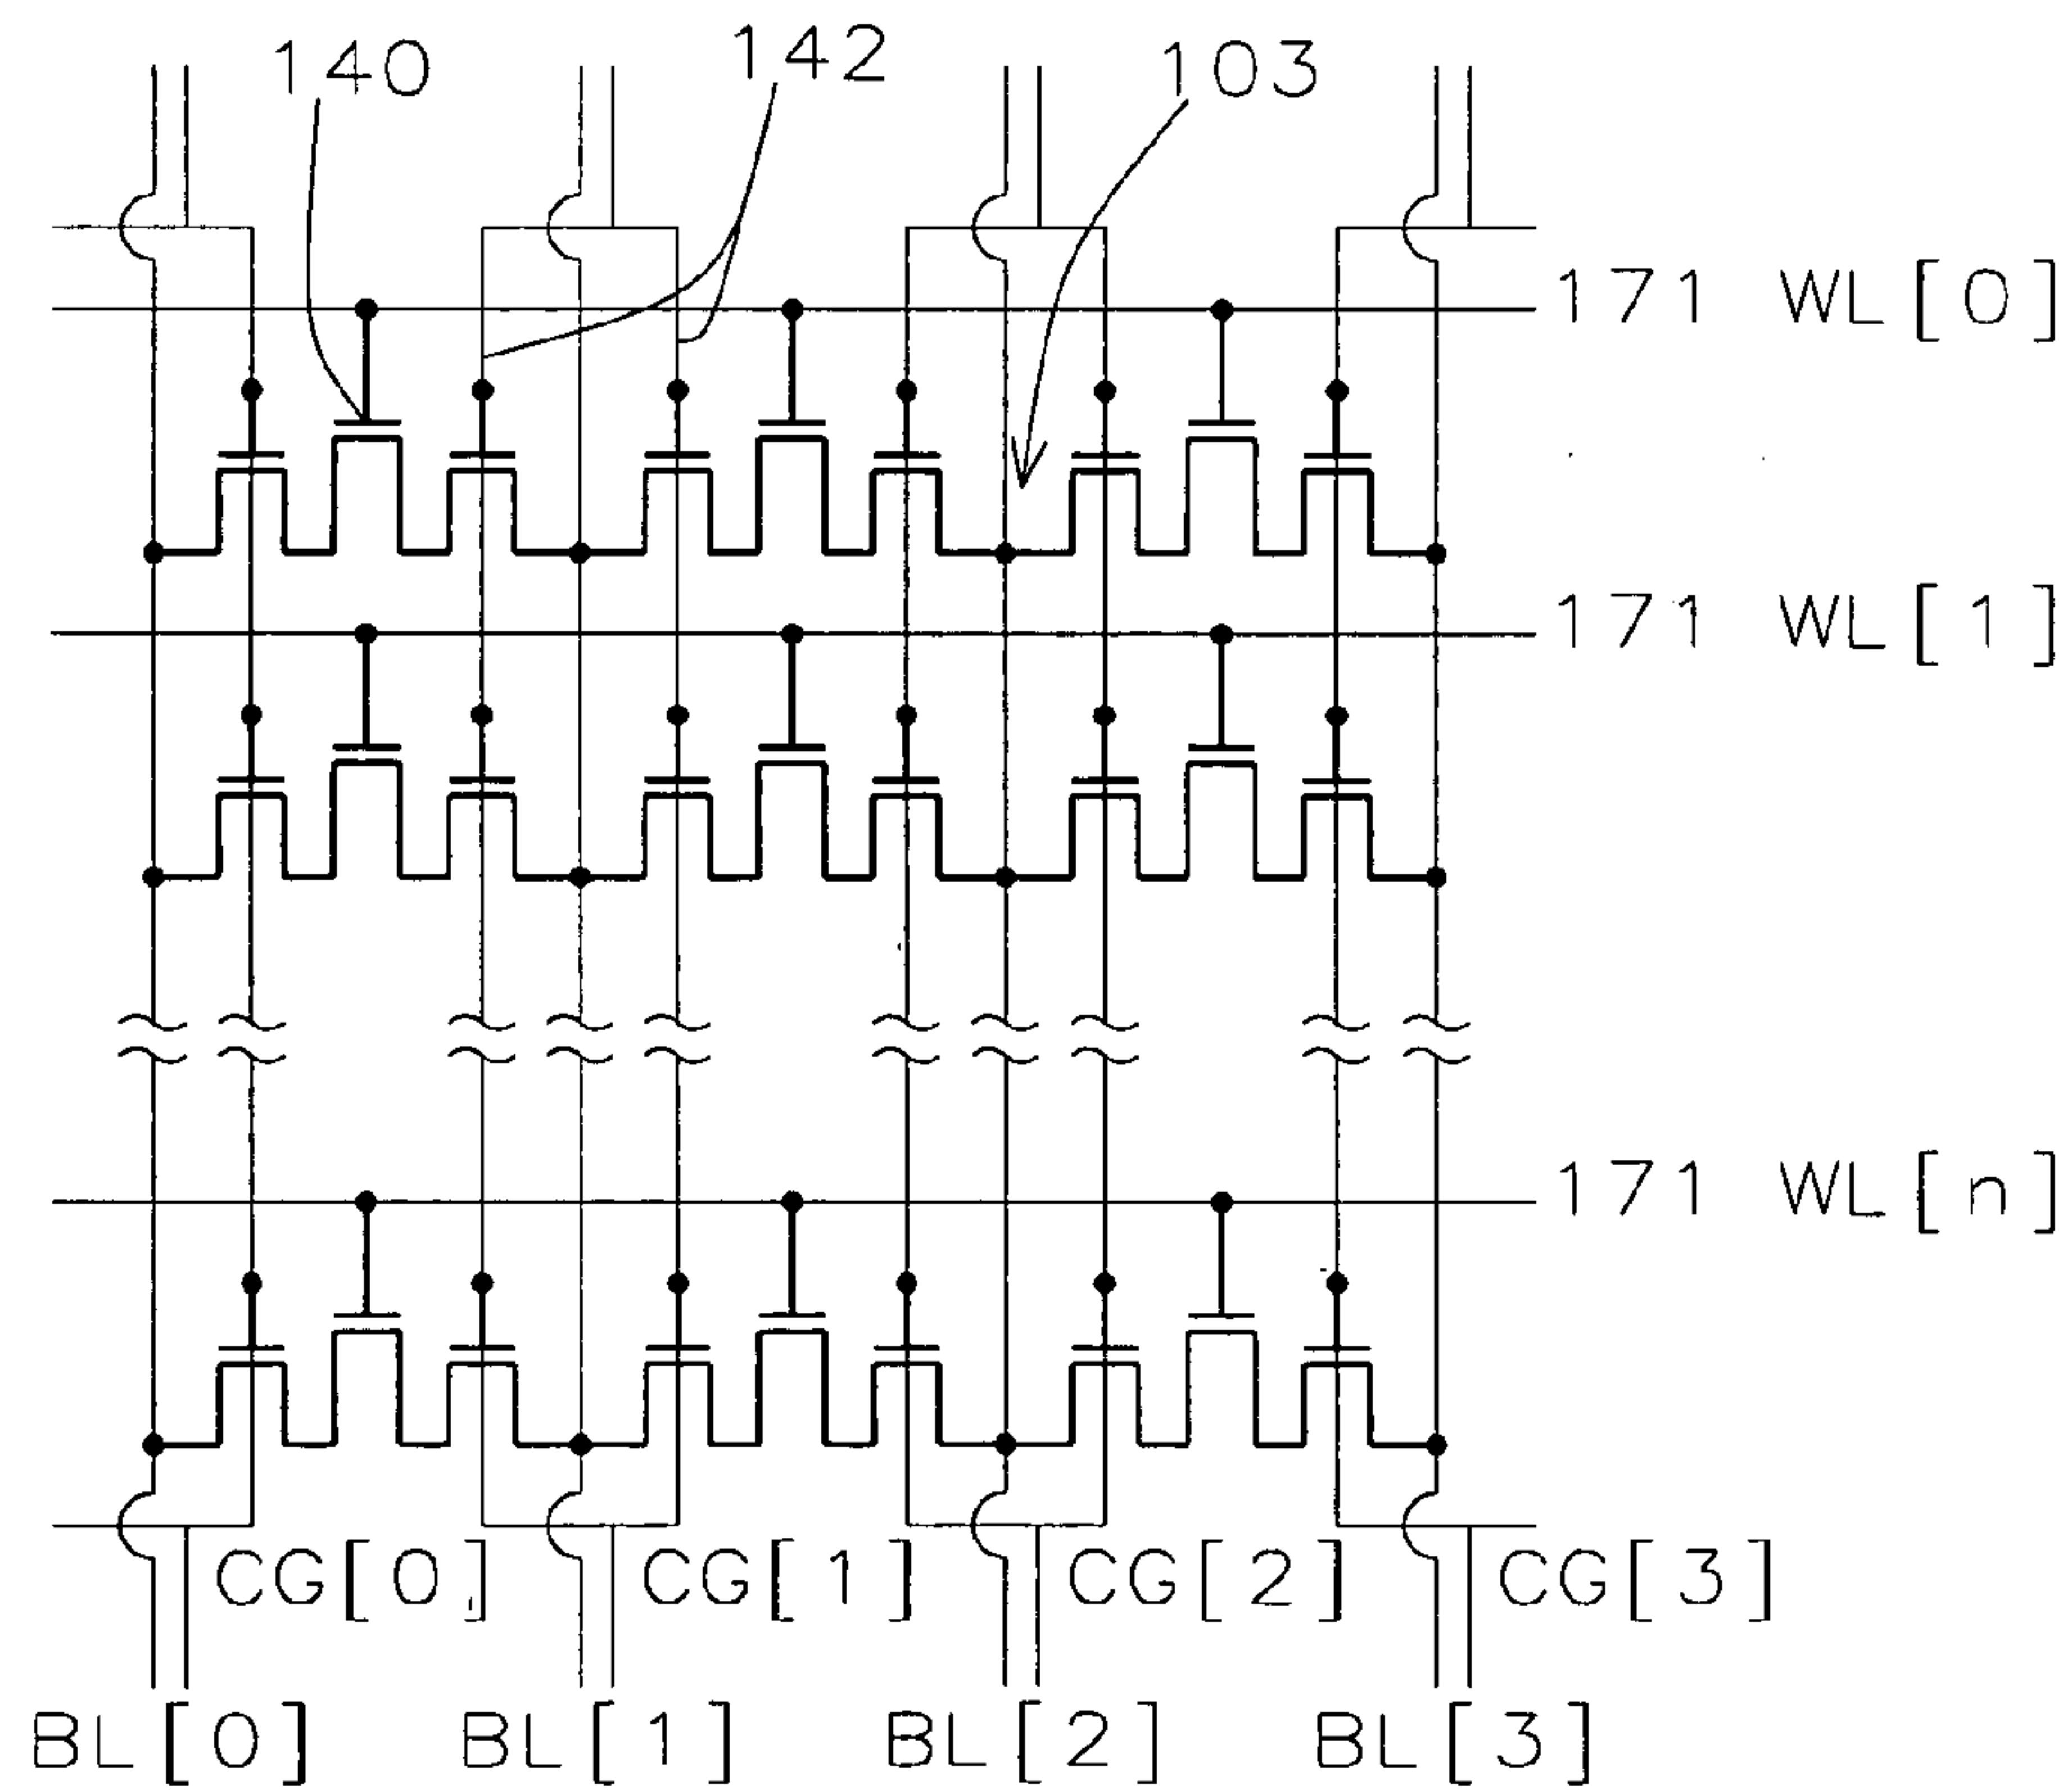 140 142 103
171 WL[0]
171 WL[1]
171 WL[n]
CG[0] CG[1] CG[2] CG[3]
BL[0] BL[1] BL[2] BL[3]